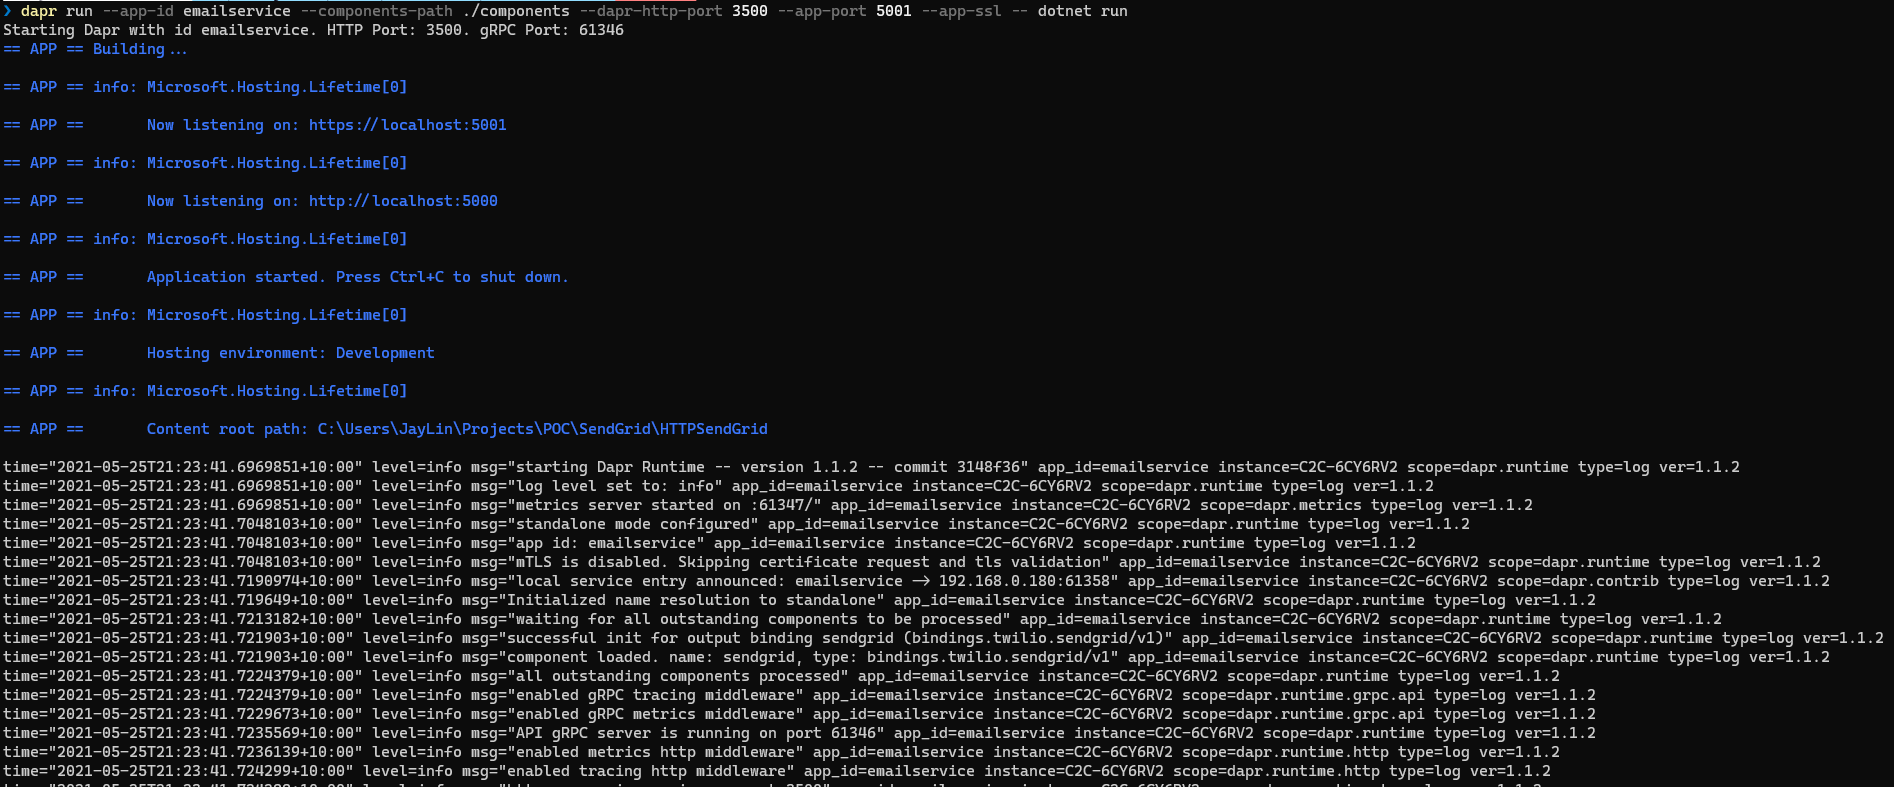 ❯ dapr run --app-id emailservice --components-path ./components --dapr-http-port 3500 --app-port 5001 --app-ssl -- dotnet run
Starting Dapr with id emailservice. HTTP Port: 3500. gRPC Port: 61346
== APP == Building...
== APP == info: Microsoft.Hosting.Lifetime[0]
== APP ==       Now listening on: https://localhost:5001
== APP == info: Microsoft.Hosting.Lifetime[0]
== APP ==       Now listening on: http://localhost:5000
== APP == info: Microsoft.Hosting.Lifetime[0]
== APP ==       Application started. Press Ctrl+C to shut down.
== APP == info: Microsoft.Hosting.Lifetime[0]
== APP ==       Hosting environment: Development
== APP == info: Microsoft.Hosting.Lifetime[0]
== APP ==       Content root path: C:\Users\JayLin\Projects\POC\SendGrid\HTTPSendGrid
time="2021-05-25T21:23:41.6969851+10:00" level=info msg="starting Dapr Runtime -- version 1.1.2 -- commit 3148f36" app_id=emailservice instance=C2C-6CY6RV2 scope=dapr.runtime type=log ver=1.1.2
time="2021-05-25T21:23:41.6969851+10:00" level=info msg="log level set to: info" app_id=emailservice instance=C2C-6CY6RV2 scope=dapr.runtime type=log ver=1.1.2
time="2021-05-25T21:23:41.6969851+10:00" level=info msg="metrics server started on :61347/" app_id=emailservice instance=C2C-6CY6RV2 scope=dapr.metrics type=log ver=1.1.2
time="2021-05-25T21:23:41.7048103+10:00" level=info msg="standalone mode configured" app_id=emailservice instance=C2C-6CY6RV2 scope=dapr.runtime type=log ver=1.1.2
time="2021-05-25T21:23:41.7048103+10:00" level=info msg="app id: emailservice" app_id=emailservice instance=C2C-6CY6RV2 scope=dapr.runtime type=log ver=1.1.2
time="2021-05-25T21:23:41.7048103+10:00" level=info msg="mTLS is disabled. Skipping certificate request and tls validation" app_id=emailservice instance=C2C-6CY6RV2 scope=dapr.runtime type=log ver=1.1.2
time="2021-05-25T21:23:41.7190974+10:00" level=info msg="local service entry announced: emailservice -> 192.168.0.180:61358" app_id=emailservice instance=C2C-6CY6RV2 scope=dapr.contrib type=log ver=1.1.2
time="2021-05-25T21:23:41.719649+10:00" level=info msg="Initialized name resolution to standalone" app_id=emailservice instance=C2C-6CY6RV2 scope=dapr.runtime type=log ver=1.1.2
time="2021-05-25T21:23:41.7213182+10:00" level=info msg="waiting for all outstanding components to be processed" app_id=emailservice instance=C2C-6CY6RV2 scope=dapr.runtime type=log ver=1.1.2
time="2021-05-25T21:23:41.721903+10:00" level=info msg="successful init for output binding sendgrid (bindings.twilio.sendgrid/v1)" app_id=emailservice instance=C2C-6CY6RV2 scope=dapr.runtime type=log ver=1.1.2
time="2021-05-25T21:23:41.721903+10:00" level=info msg="component loaded. name: sendgrid, type: bindings.twilio.sendgrid/v1" app_id=emailservice instance=C2C-6CY6RV2 scope=dapr.runtime type=log ver=1.1.2
time="2021-05-25T21:23:41.7224379+10:00" level=info msg="all outstanding components processed" app_id=emailservice instance=C2C-6CY6RV2 scope=dapr.runtime type=log ver=1.1.2
time="2021-05-25T21:23:41.7224379+10:00" level=info msg="enabled gRPC tracing middleware" app_id=emailservice instance=C2C-6CY6RV2 scope=dapr.runtime.grpc.api type=log ver=1.1.2
time="2021-05-25T21:23:41.7229673+10:00" level=info msg="enabled gRPC metrics middleware" app_id=emailservice instance=C2C-6CY6RV2 scope=dapr.runtime.grpc.api type=log ver=1.1.2
time="2021-05-25T21:23:41.7235569+10:00" level=info msg="API gRPC server is running on port 61346" app_id=emailservice instance=C2C-6CY6RV2 scope=dapr.runtime type=log ver=1.1.2
time="2021-05-25T21:23:41.7236139+10:00" level=info msg="enabled metrics http middleware" app_id=emailservice instance=C2C-6CY6RV2 scope=dapr.runtime.http type=log ver=1.1.2
time="2021-05-25T21:23:41.724299+10:00" level=info msg="enabled tracing http middleware" app_id=emailservice instance=C2C-6CY6RV2 scope=dapr.runtime.http type=log ver=1.1.2